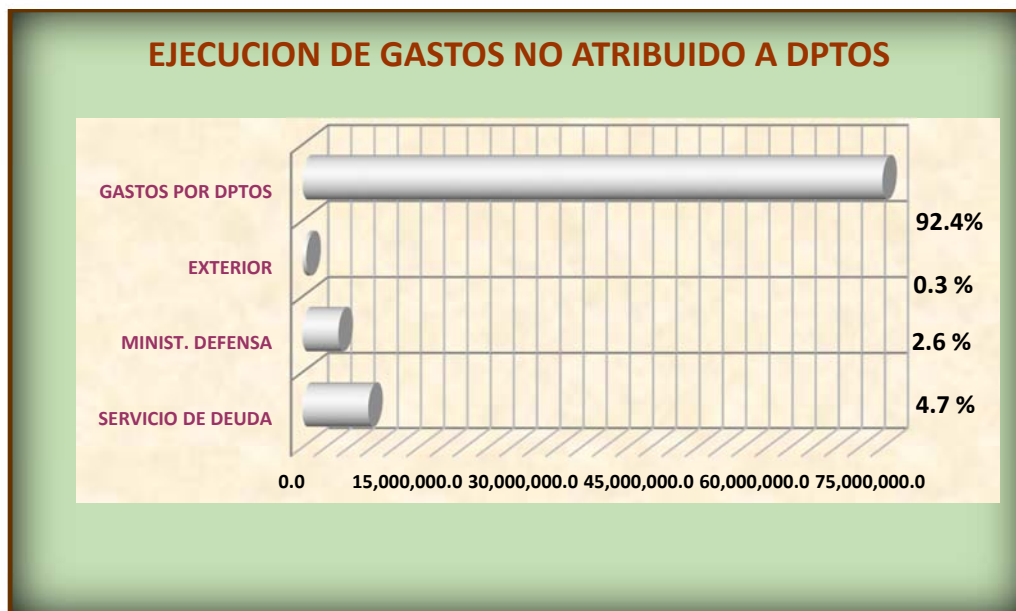 EJECUCION DE GASTOS NO ATRIBUIDO A DPTOS
GASTOS POR DPTOS
92.4%
EXTERIOR
0.3 %
MINIST. DEFENSA
2.6 %
SERVICIO DE DEUDA
4.7 %
0.0 15,000,000.0 30,000,000.0 45,000,000.0 60,000,000.0 75,000,000.0